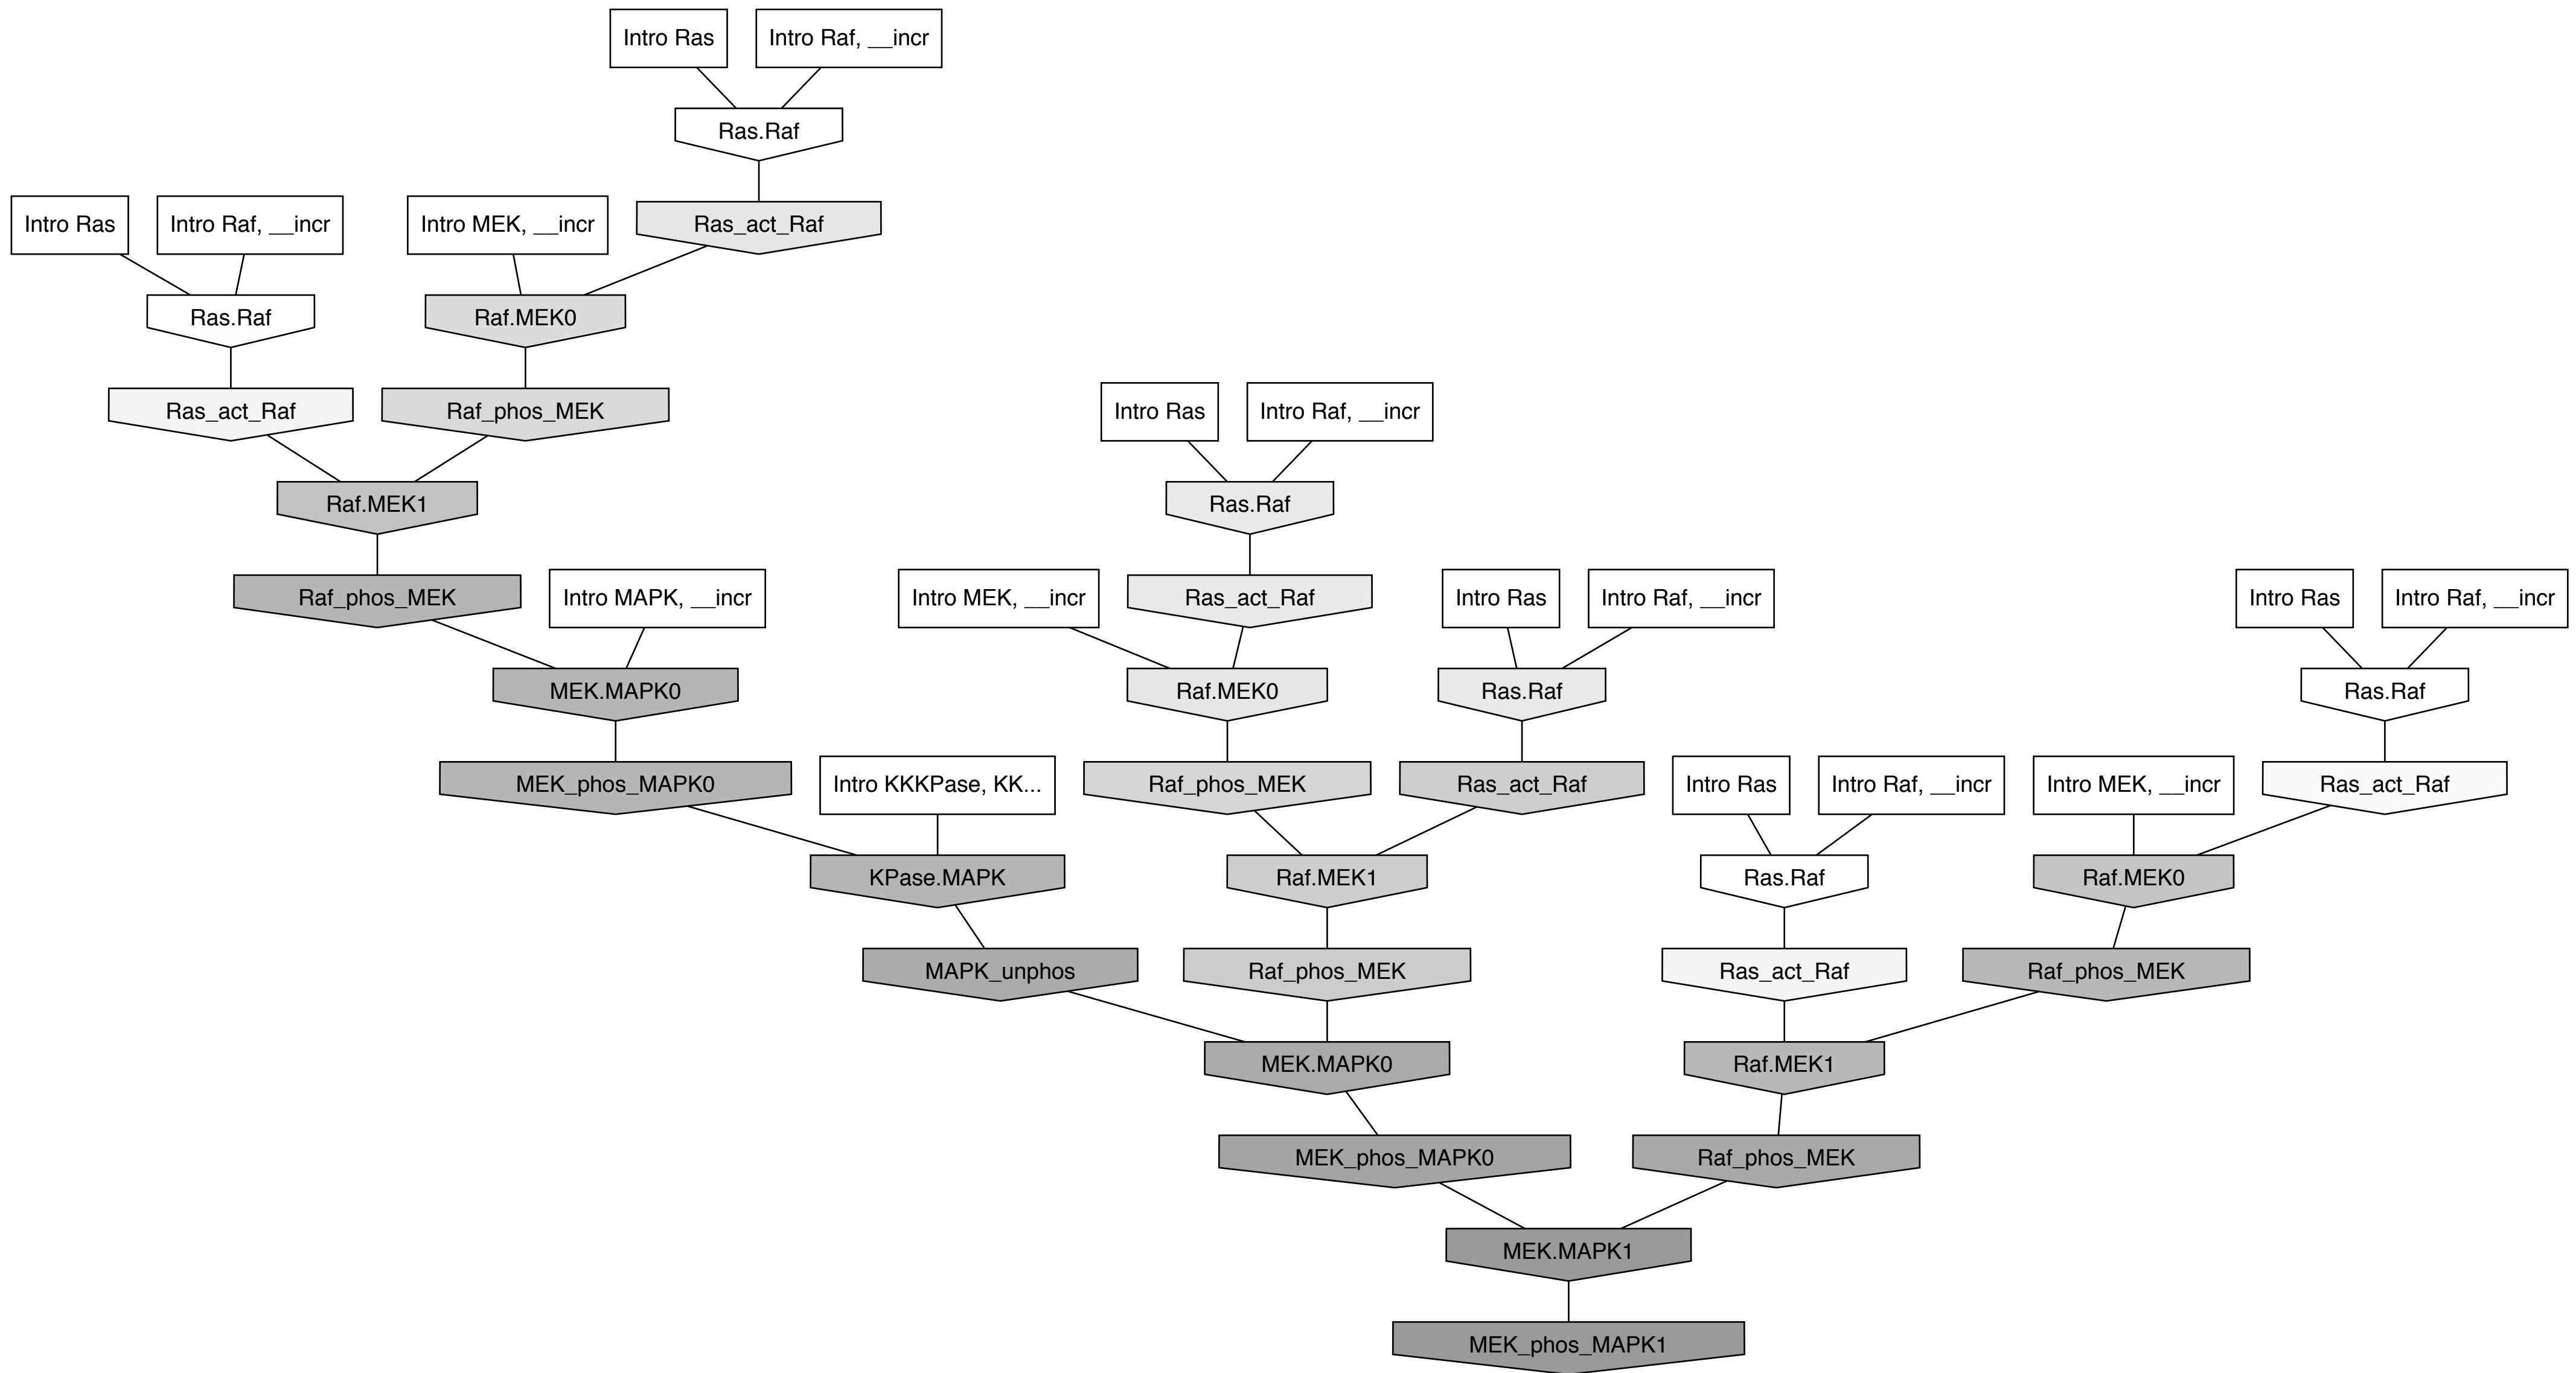 Intro Ras
Intro Raf, __incr
Ras.Raf
Intro Ras
Intro Raf, __incr
Intro MEK, __incr
Ras_act_Raf
Ras.Raf
Raf.MEK0
Ras_act_Raf
Raf_phos_MEK
Intro Ras
Intro Raf, __incr
Raf.MEK1
Ras.Raf
Raf_phos_MEK
Intro MAPK, __incr
Intro MEK, __incr
Ras_act_Raf
Intro Ras
Intro Raf, __incr
Intro Ras
Intro Raf, __incr
MEK.MAPK0
Raf.MEK0
Ras.Raf
Ras.Raf
MEK_phos_MAPK0
Intro KKKPase, KK...
Raf_phos_MEK
Ras_act_Raf
Intro Ras
Intro Raf, __incr
Intro MEK, __incr
Ras_act_Raf
KPase.MAPK
Raf.MEK1
Ras.Raf
Raf.MEK0
MAPK_unphos
Raf_phos_MEK
Ras_act_Raf
Raf_phos_MEK
MEK.MAPK0
Raf.MEK1
MEK_phos_MAPK0
Raf_phos_MEK
MEK.MAPK1
MEK_phos_MAPK1